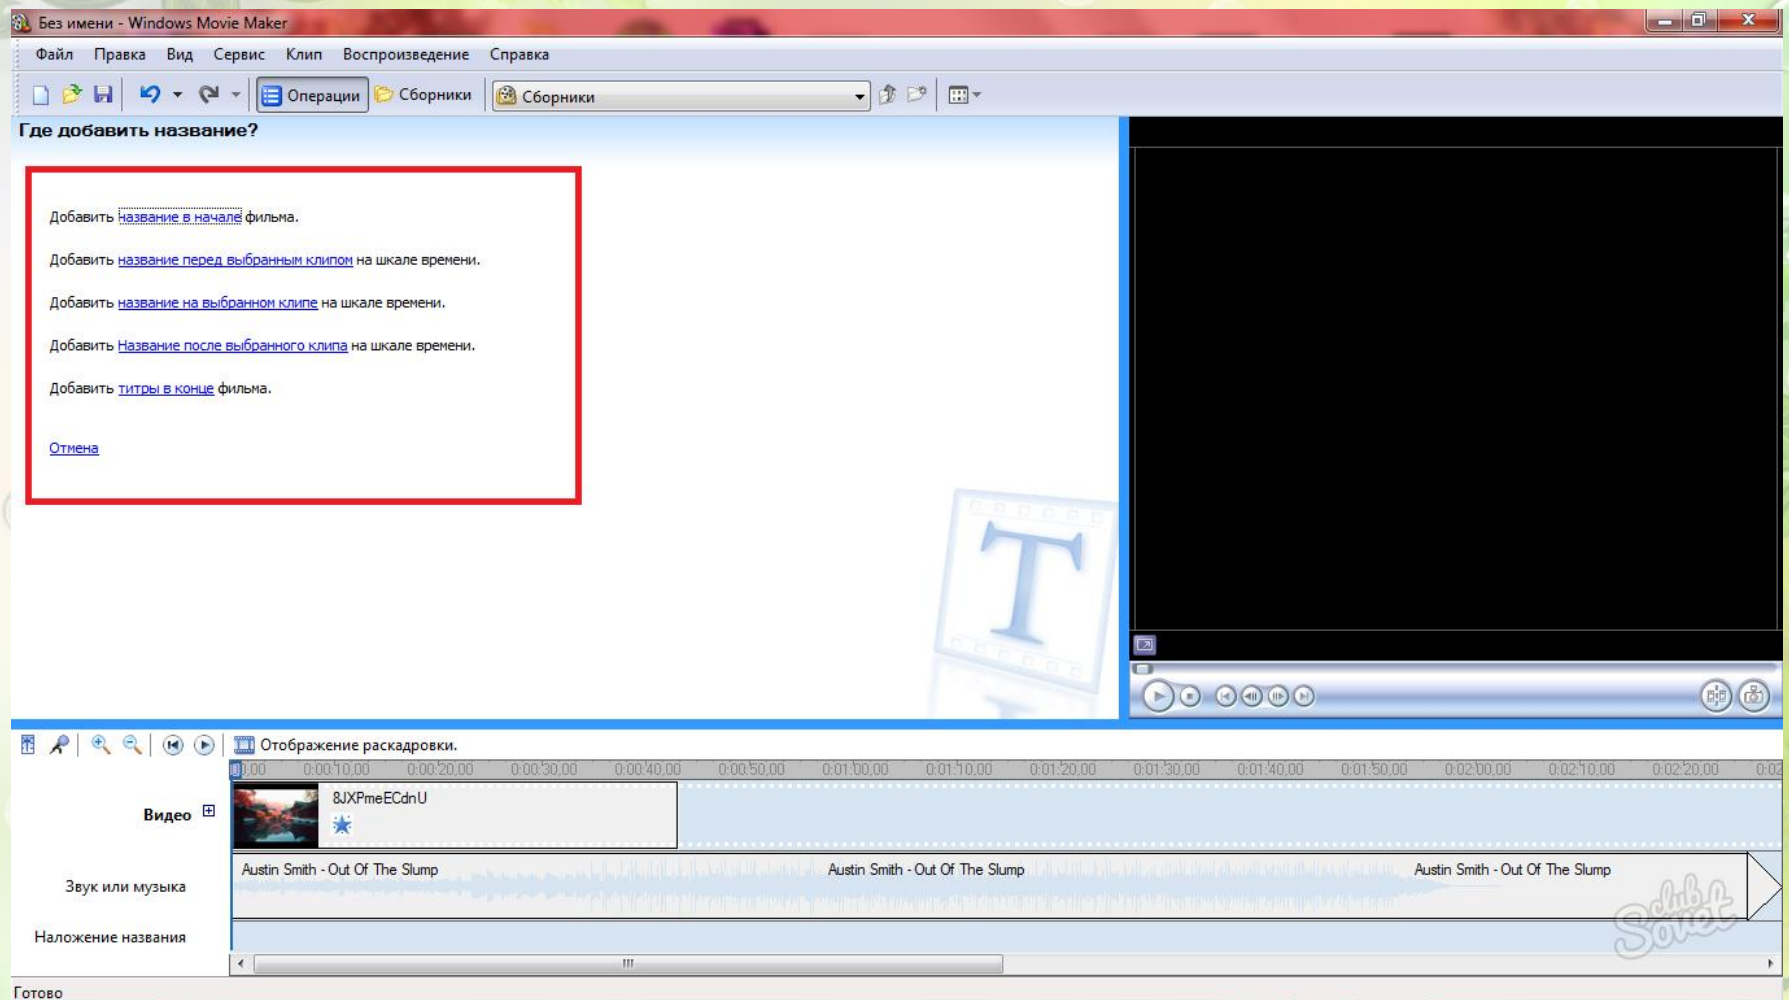 Без имени - Windows Movie Maker
Файл Правка Вид Сервис Клип Воспроизведение Справка
Операции Сборники Сборники
Где добавить название?
Добавить название в начале фильма.
Добавить название перед выбранным клипом на шкале времени.
Добавить название на выбранном клипе на шкале времени.
Добавить Название после выбранного клипа на шкале времени.
Добавить титры в конце фильма.
Отмена
T
Отображение раскадровки.
0:00:10,00 0:00:20,00 0:00:30,00 0:00:40,00 0:00:50,00 0:01:00,00 0:01:10,00 0:01:20,00 0:01:30,00 0:01:40,00 0:01:50,00 0:02:00,00 0:02:10,00 0:02:20,00
Видео 8JXPmeECdnU
Звук или музыка Austin Smith - Out Of The Slump Austin Smith - Out Of The Slump Austin Smith - Out Of The Slump
club
Sovet
Наложение названия
Готово